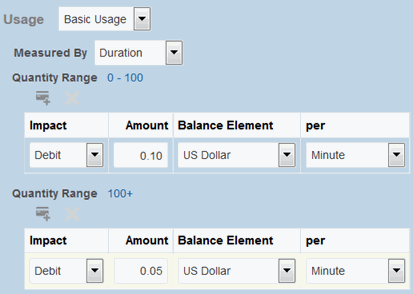 Usage Basic Usage
Measured By Duration
Quantity Range 0 - 100
Impact Amount Balance Element per
Debit 0.10 US Dollar Minute
Quantity Range 100+
Impact Amount Balance Element per
Debit 0.05 US Dollar Minute